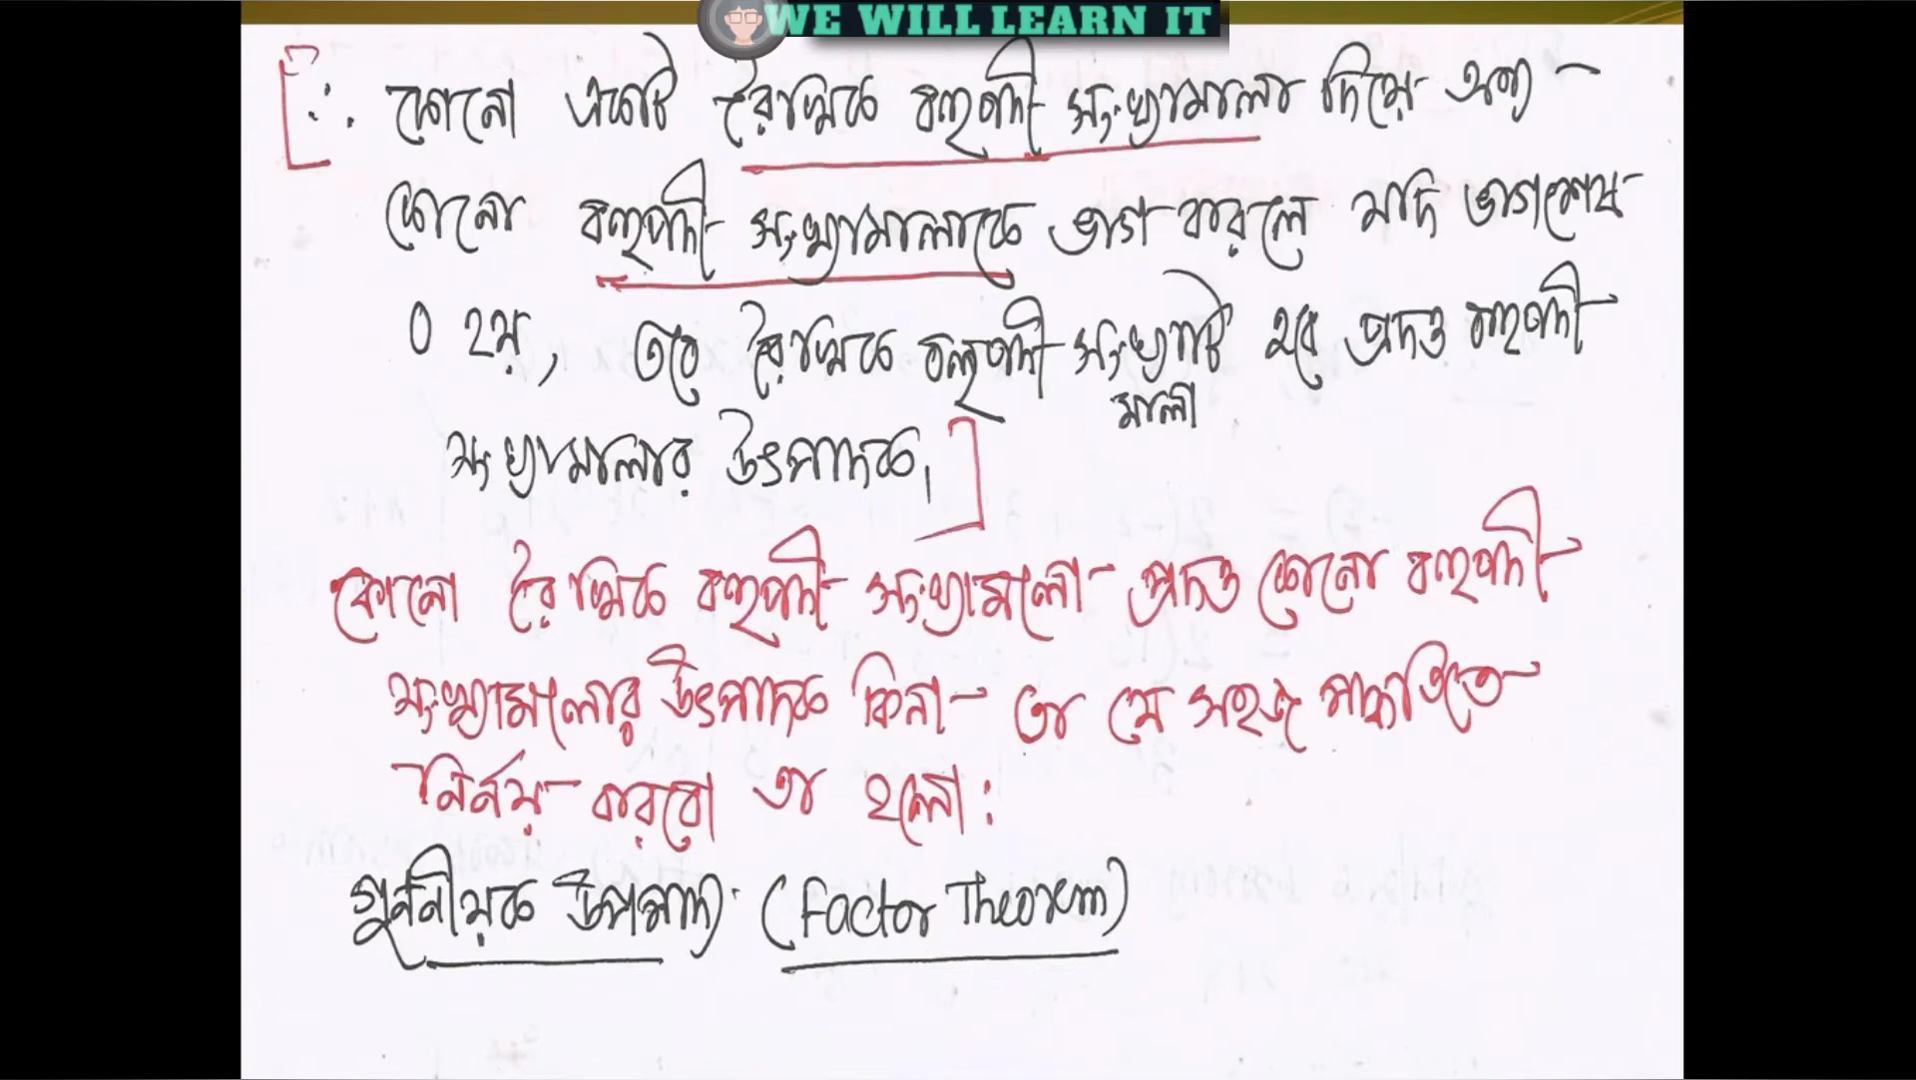 WE WILL LEARN IT
∴ কোনো একটি রৈখিক বহুপদী সংখ্যামালা দিয়ে অন্য
কোনো বহুপদী সংখ্যামালাকে ভাগ করলে যদি ভাগশেষ
0 হয়, তবে রৈখিক বহুপদী সংখ্যাটি হবে প্রদত্ত বহুপদী
মালা
সংখ্যামালার উৎপাদক।
কোনো রৈখিক বহুপদী সংখ্যামালা প্রদত্ত কোনো বহুপদী
সংখ্যামালার উৎপাদক কিনা তা যে সহজ পদ্ধতিতে
নির্নয় করবো তা হলো:
গুণনীয়ক উপপাদ্য (Factor Theorem)